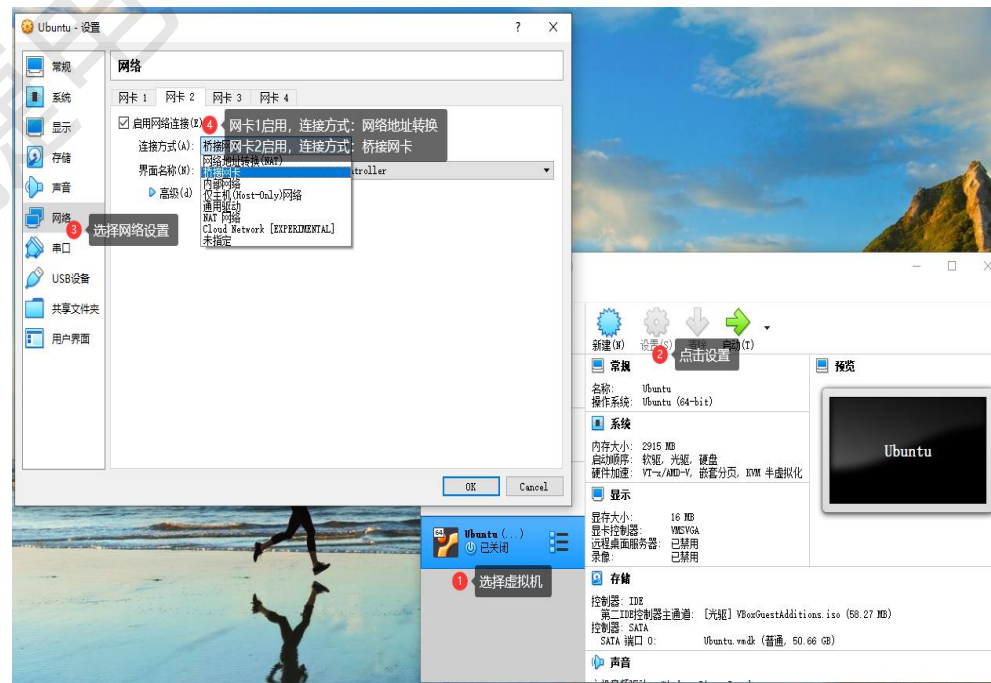 Ubuntu - 设置
? X
常规
系统
显示
存储
声音
网络
串口
USB设备
共享文件夹
用户界面
3 选择网络设置
网络
网卡 1 网卡 2 网卡 3 网卡 4
启用网络连接(E)
连接方式(A): 桥接网
界面名称(N): troller
高级(d)
网络地址转换(NAT)
桥接网卡
内部网络
仅主机(Host-Only)网络
通用驱动
NAT 网络
Cloud Network [EXPERIMENTAL]
未指定
4 网卡1启用，连接方式：网络地址转换
网卡2启用，连接方式：桥接网卡
OK Cancel
新建(N) 设置(S) 清除 启动(T)
2 点击设置
常规
名称: Ubuntu
操作系统: Ubuntu (64-bit)
系统
内存大小: 2915 MB
启动顺序: 软驱, 光驱, 硬盘
硬件加速: VT-x/AMD-V, 嵌套分页, KVM 半虚拟化
显示
显存大小: 16 MB
显卡控制器: VMSVGA
远程桌面服务器: 已禁用
录像: 已禁用
存储
控制器: IDE
第二IDE控制器主通道: [光驱] VBoxGuestAdditions.iso (58.27 MB)
控制器: SATA
SATA 端口 0: Ubuntu.vmdk (普通, 50.66 GB)
声音
预览
Ubuntu
64
Ubuntu (...)
已关闭
1 选择虚拟机